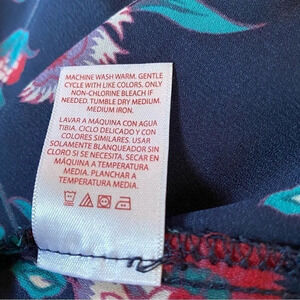 MACHINE WASH WARM. GENTLE
CYCLE WITH LIKE COLORS. ONLY
NON-CHLORINE BLEACH IF
NEEDED. TUMBLE DRY MEDIUM.
MEDIUM IRON.
LAVAR A MÁQUINA CON AGUA
TIBIA. CICLO DELICADO Y CON
COLORES SIMILARES. USAR
SOLAMENTE BLANQUEADOR SIN
CLORO SI SE NECESITA. SECAR EN
MÁQUINA A TEMPERATURA
MEDIA. PLANCHAR A
TEMPERATURA MEDIA.